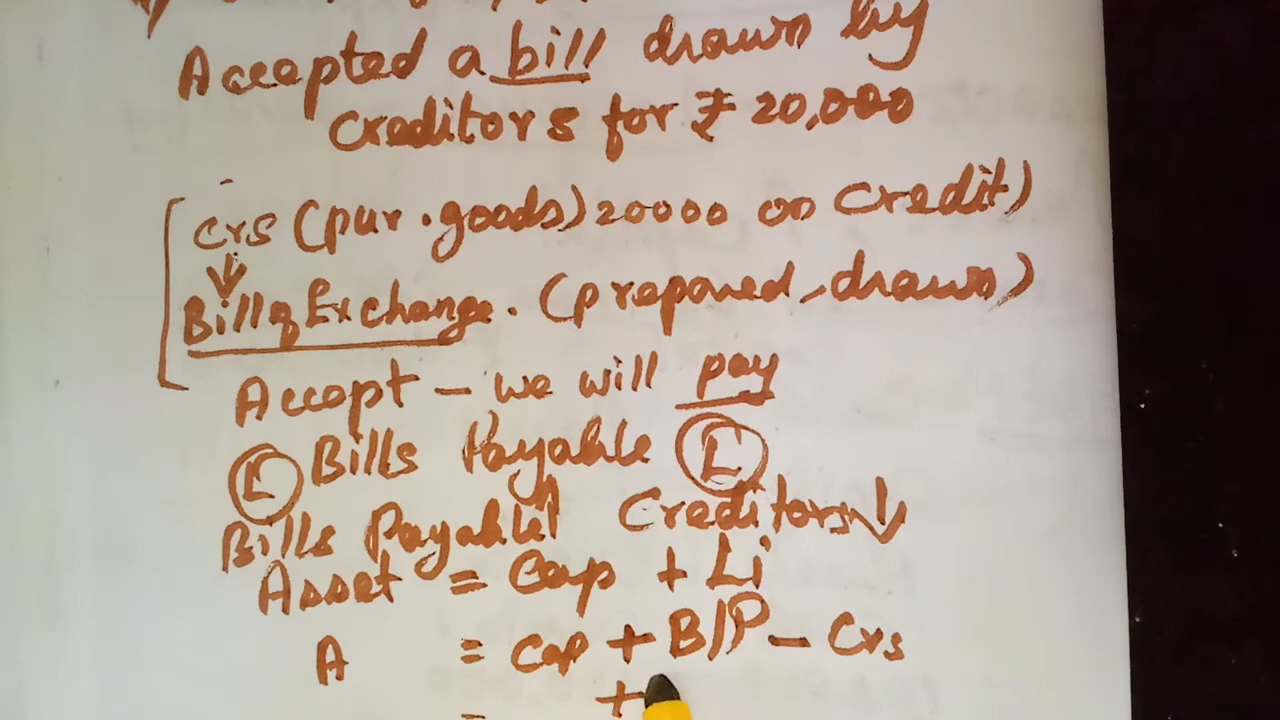 Accepted a bill drawn by
creditors for ₹ 20,000
crs (pur. goods) 20000 on credit)
Bill of Exchange. (prepared, drawn)
Accept - we will pay
(L) Bills Payable (L)
Bills Payable↑ Creditors↓
Asset = Cap + Li
A = Cap + B/P - Crs
= +